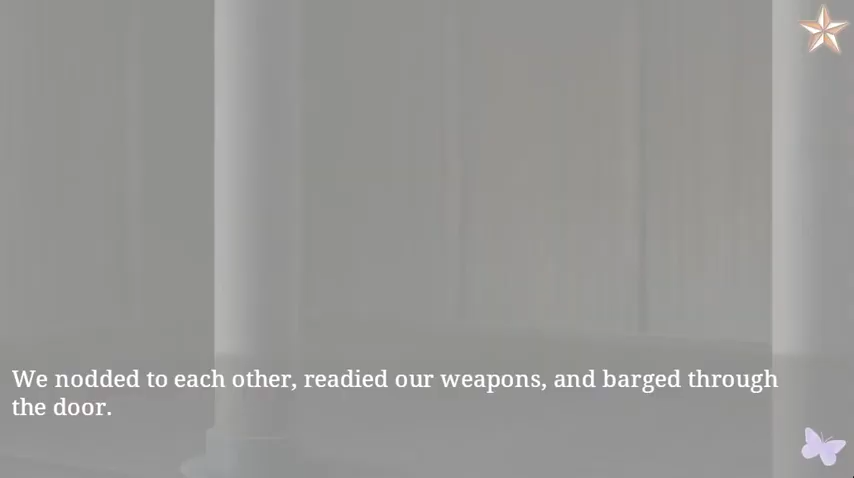 We nodded to each other, readied our weapons, and barged through
the door.